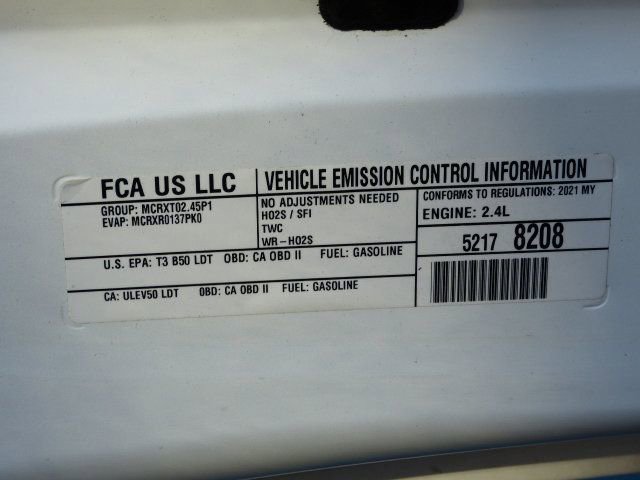 FCA US LLC
VEHICLE EMISSION CONTROL INFORMATION
GROUP: MCRXT02.45P1
EVAP: MCRXR0137PK0
NO ADJUSTMENTS NEEDED
HO2S / SFI
TWC
WR-HO2S
CONFORMS TO REGULATIONS: 2021 MY
ENGINE: 2.4L
5217 8208
U.S. EPA: T3 B50 LDT OBD: CA OBD II FUEL: GASOLINE
CA: ULEV50 LDT OBD: CA OBD II FUEL: GASOLINE